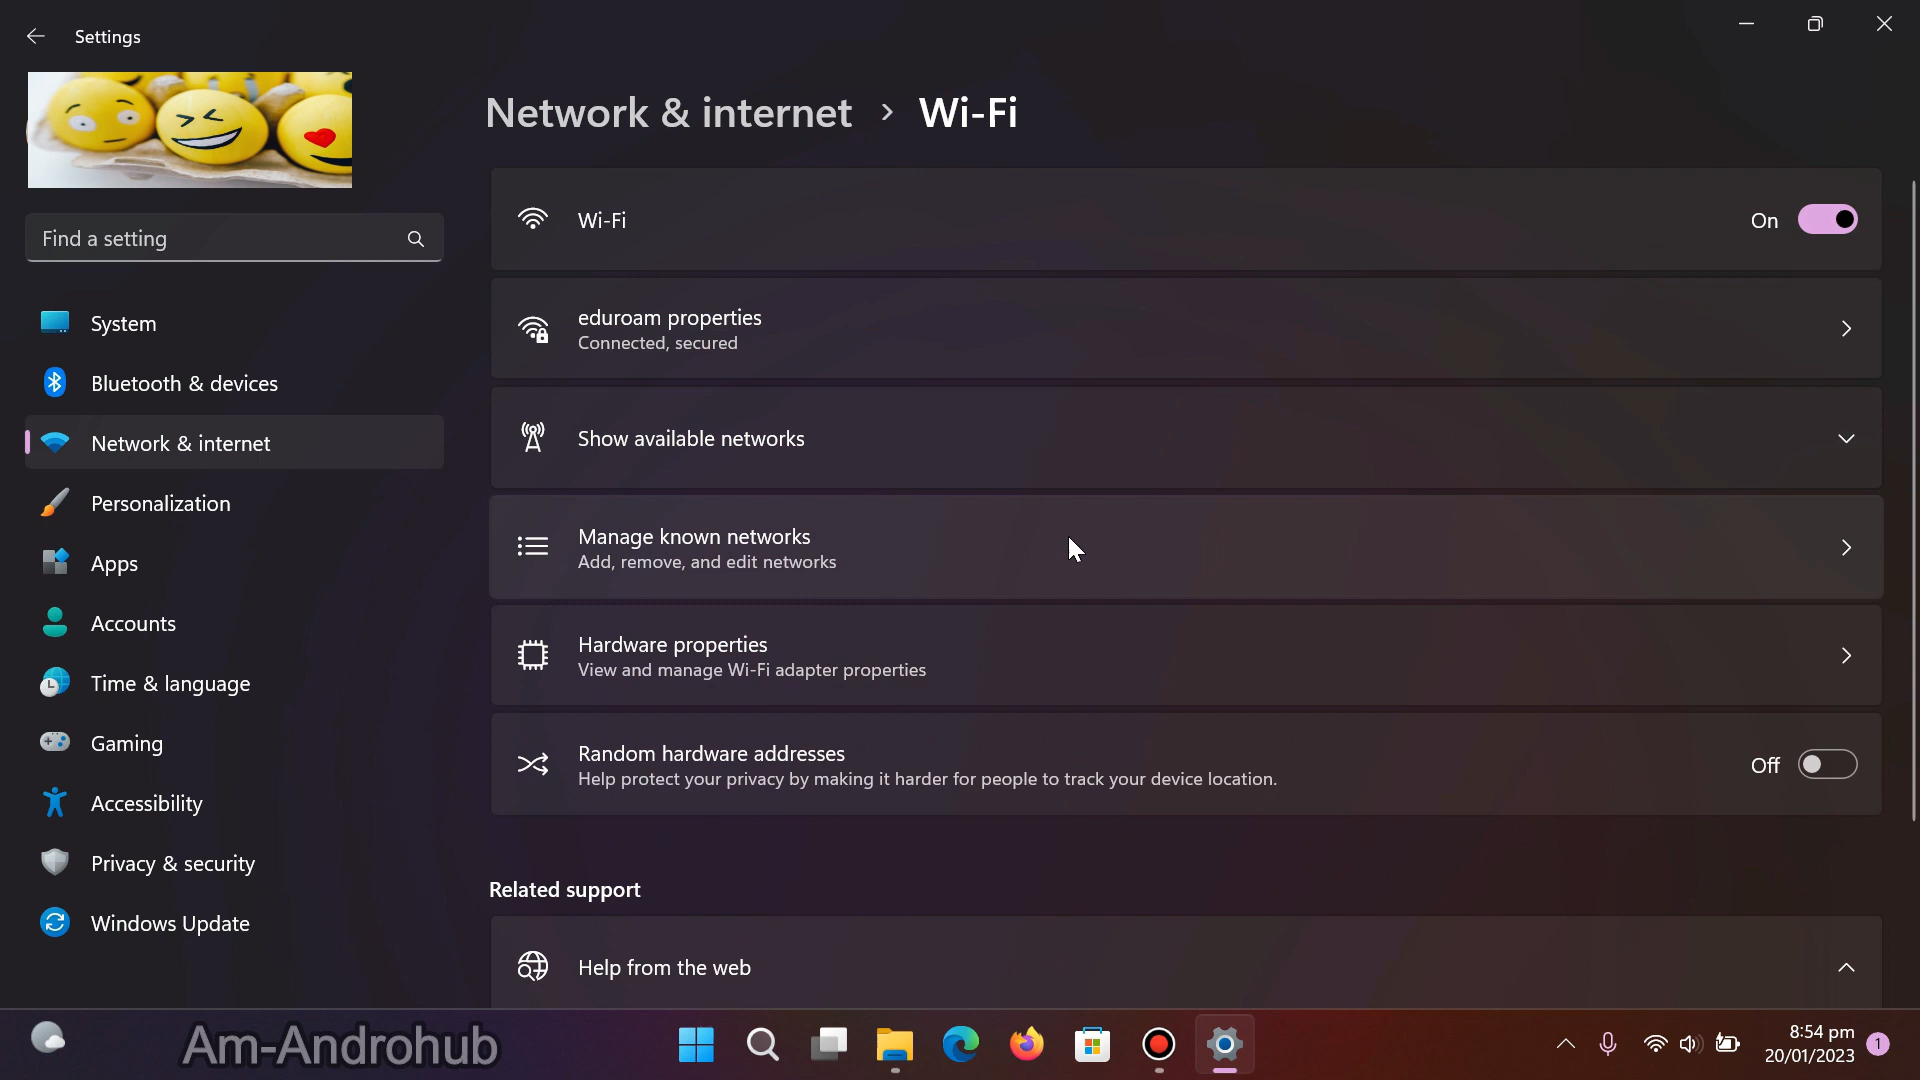 Settings
Find a setting
System
Bluetooth & devices
Network & internet
Personalization
Apps
Accounts
Time & language
Gaming
Accessibility
Privacy & security
Windows Update
Network & internet > Wi-Fi
Wi-Fi
On
eduroam properties
Connected, secured
Show available networks
Manage known networks
Add, remove, and edit networks
Hardware properties
View and manage Wi-Fi adapter properties
Random hardware addresses
Help protect your privacy by making it harder for people to track your device location.
Off
Related support
Help from the web
Am-Androhub
8:54 pm
20/01/2023
1